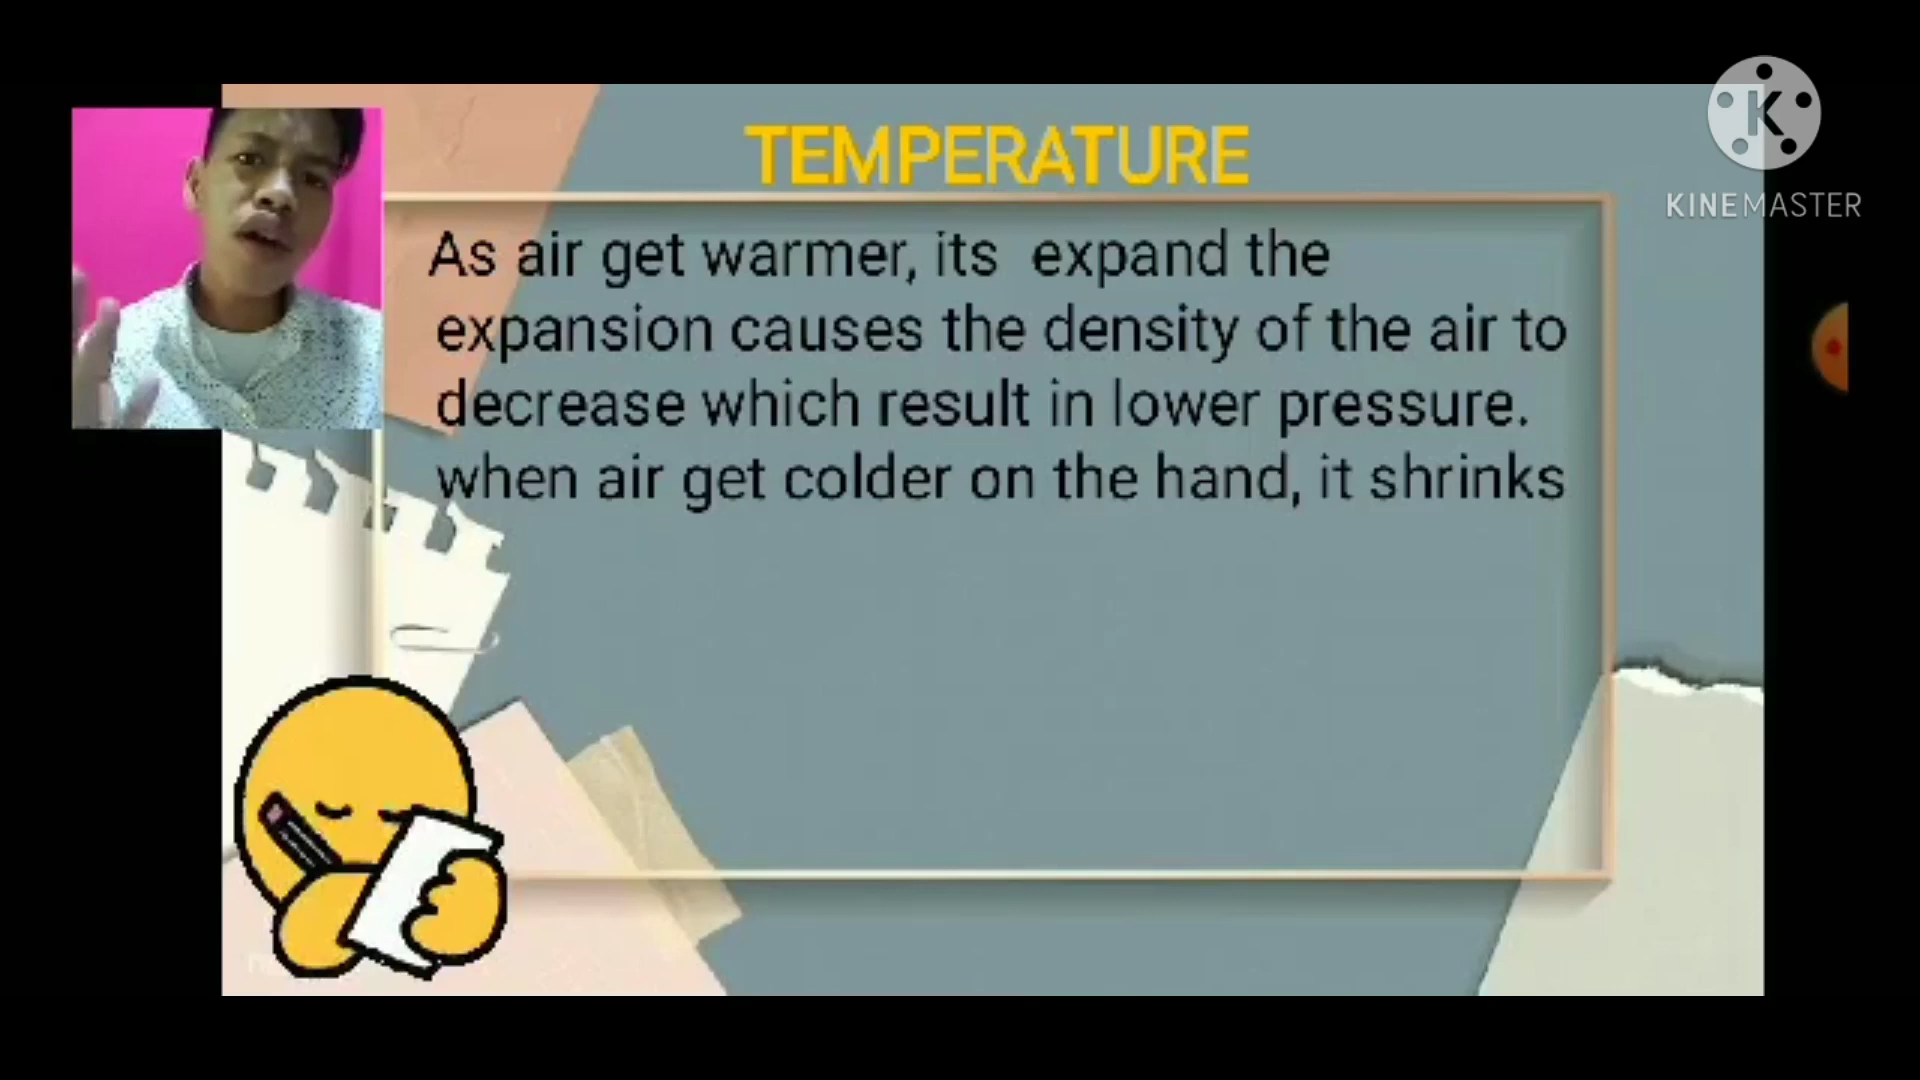 TEMPERATURE
As air get warmer, its expand the
expansion causes the density of the air to
decrease which result in lower pressure.
when air get colder on the hand, it shrinks
K
KINEMASTER